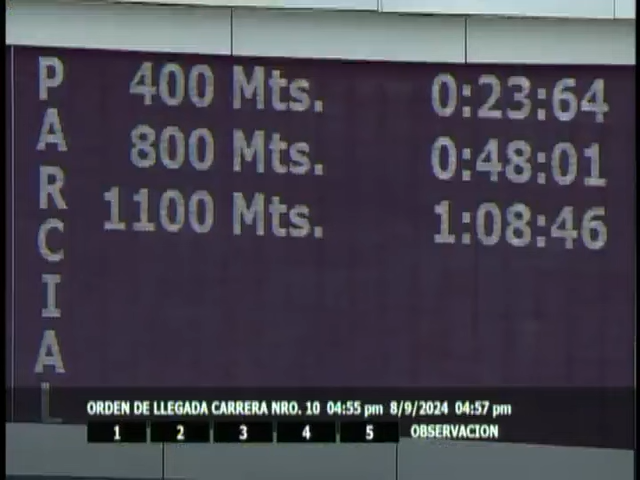 PARCIAL
400 Mts. 0:23:64
800 Mts. 0:48:01
1100 Mts. 1:08:46
ORDEN DE LLEGADA CARRERA NRO. 10 04:55 pm 8/9/2024 04:57 pm
1 2 3 4 5 OBSERVACION